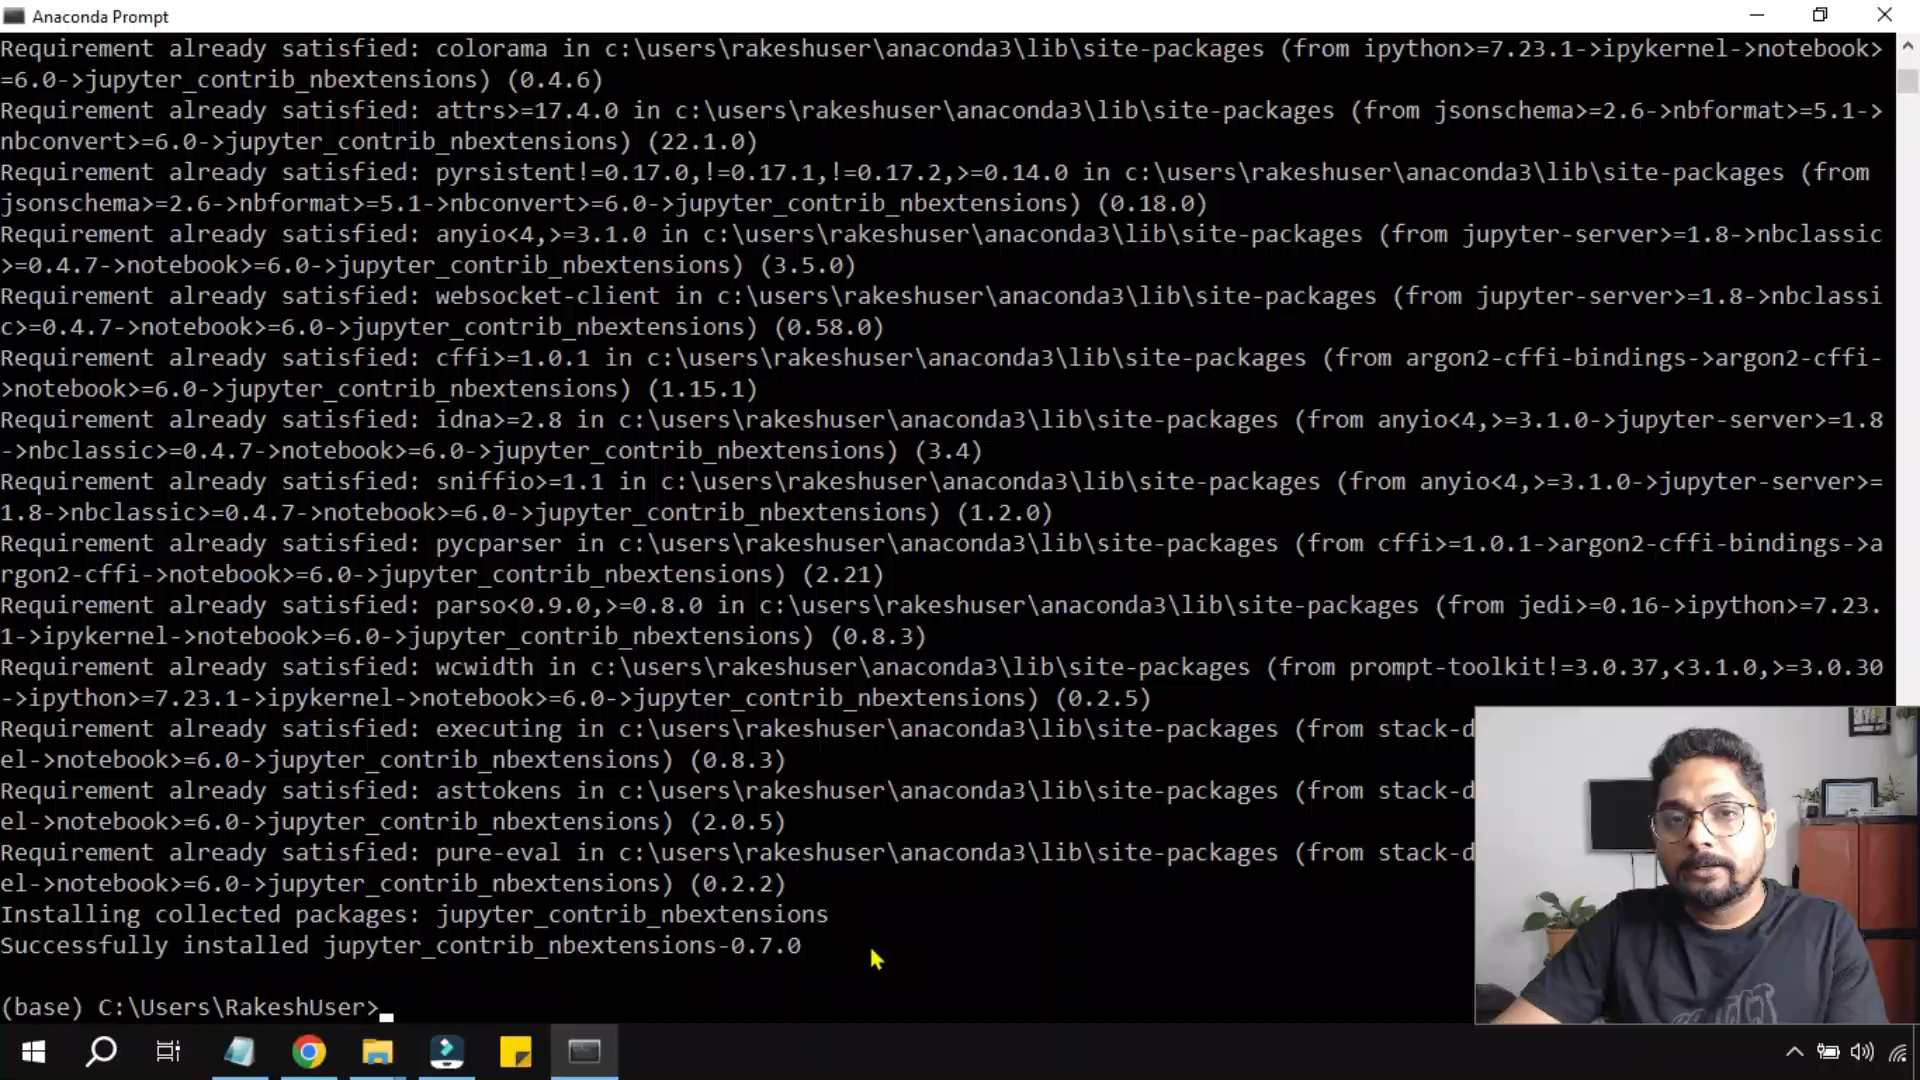 Anaconda Prompt
Requirement already satisfied: colorama in c:\users\rakeshuser\anaconda3\lib\site-packages (from ipython>=7.23.1->ipykernel->notebook>
=6.0->jupyter_contrib_nbextensions) (0.4.6)
Requirement already satisfied: attrs>=17.4.0 in c:\users\rakeshuser\anaconda3\lib\site-packages (from jsonschema>=2.6->nbformat>=5.1->
nbconvert>=6.0->jupyter_contrib_nbextensions) (22.1.0)
Requirement already satisfied: pyrsistent!=0.17.0,!=0.17.1,!=0.17.2,>=0.14.0 in c:\users\rakeshuser\anaconda3\lib\site-packages (from
jsonschema>=2.6->nbformat>=5.1->nbconvert>=6.0->jupyter_contrib_nbextensions) (0.18.0)
Requirement already satisfied: anyio<4,>=3.1.0 in c:\users\rakeshuser\anaconda3\lib\site-packages (from jupyter-server>=1.8->nbclassic
>=0.4.7->notebook>=6.0->jupyter_contrib_nbextensions) (3.5.0)
Requirement already satisfied: websocket-client in c:\users\rakeshuser\anaconda3\lib\site-packages (from jupyter-server>=1.8->nbclassi
c>=0.4.7->notebook>=6.0->jupyter_contrib_nbextensions) (0.58.0)
Requirement already satisfied: cffi>=1.0.1 in c:\users\rakeshuser\anaconda3\lib\site-packages (from argon2-cffi-bindings->argon2-cffi-
>notebook>=6.0->jupyter_contrib_nbextensions) (1.15.1)
Requirement already satisfied: idna>=2.8 in c:\users\rakeshuser\anaconda3\lib\site-packages (from anyio<4,>=3.1.0->jupyter-server>=1.8
->nbclassic>=0.4.7->notebook>=6.0->jupyter_contrib_nbextensions) (3.4)
Requirement already satisfied: sniffio>=1.1 in c:\users\rakeshuser\anaconda3\lib\site-packages (from anyio<4,>=3.1.0->jupyter-server>=
1.8->nbclassic>=0.4.7->notebook>=6.0->jupyter_contrib_nbextensions) (1.2.0)
Requirement already satisfied: pycparser in c:\users\rakeshuser\anaconda3\lib\site-packages (from cffi>=1.0.1->argon2-cffi-bindings->a
rgon2-cffi->notebook>=6.0->jupyter_contrib_nbextensions) (2.21)
Requirement already satisfied: parso<0.9.0,>=0.8.0 in c:\users\rakeshuser\anaconda3\lib\site-packages (from jedi>=0.16->ipython>=7.23.
1->ipykernel->notebook>=6.0->jupyter_contrib_nbextensions) (0.8.3)
Requirement already satisfied: wcwidth in c:\users\rakeshuser\anaconda3\lib\site-packages (from prompt-toolkit!=3.0.37,<3.1.0,>=3.0.30
->ipython>=7.23.1->ipykernel->notebook>=6.0->jupyter_contrib_nbextensions) (0.2.5)
Requirement already satisfied: executing in c:\users\rakeshuser\anaconda3\lib\site-packages (from stack-d
el->notebook>=6.0->jupyter_contrib_nbextensions) (0.8.3)
Requirement already satisfied: asttokens in c:\users\rakeshuser\anaconda3\lib\site-packages (from stack-d
el->notebook>=6.0->jupyter_contrib_nbextensions) (2.0.5)
Requirement already satisfied: pure-eval in c:\users\rakeshuser\anaconda3\lib\site-packages (from stack-d
el->notebook>=6.0->jupyter_contrib_nbextensions) (0.2.2)
Installing collected packages: jupyter_contrib_nbextensions
Successfully installed jupyter_contrib_nbextensions-0.7.0
(base) C:\Users\RakeshUser>